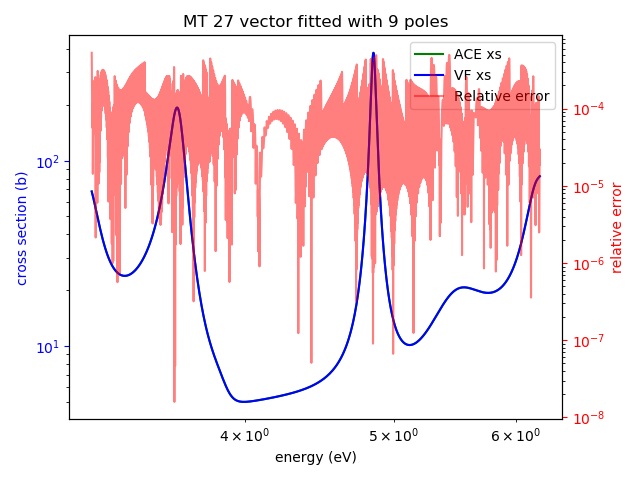 MT 27 vector fitted with 9 poles
ACE xs
VF xs
Relative error
cross section (b)
10²
10¹
relative error
10⁻⁴
10⁻⁵
10⁻⁶
10⁻⁷
10⁻⁸
4 × 10⁰
5 × 10⁰
6 × 10⁰
energy (eV)